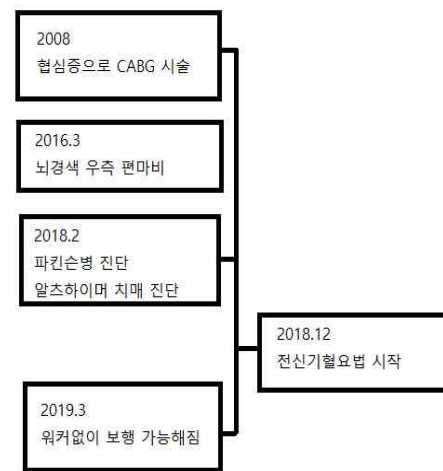 2008
협심증으로 CABG 시술
2016.3
뇌경색 우측 편마비
2018.2
파킨슨병 진단
알츠하이머 치매 진단
2018.12
전신기혈요법 시작
2019.3
워커없이 보행 가능해짐